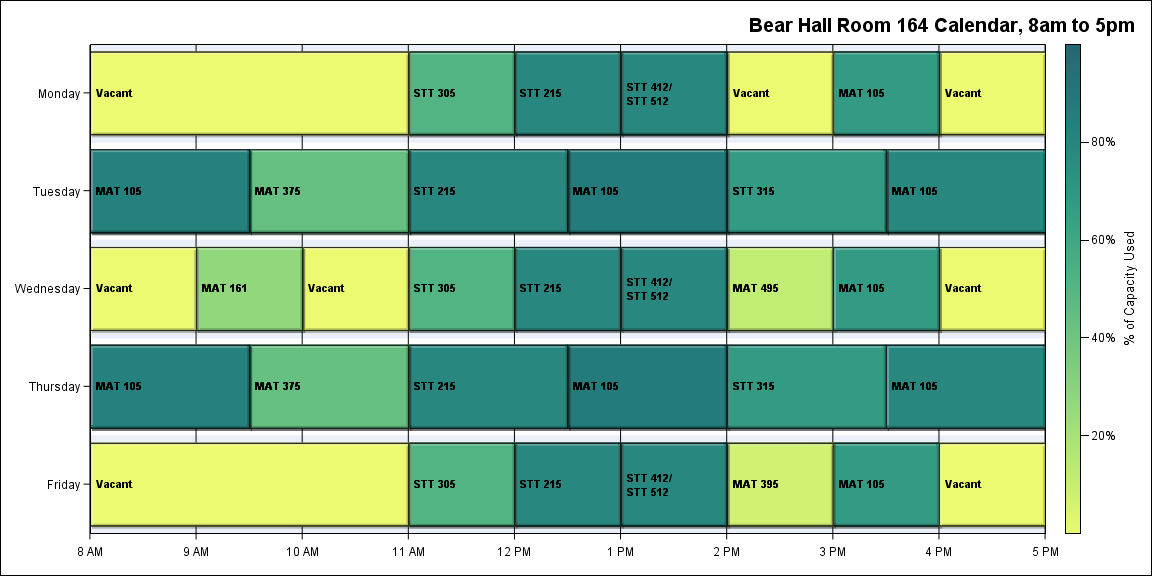 Bear Hall Room 164 Calendar, 8am to 5pm
Monday
Vacant
STT 305
STT 215
STT 412/
STT 512
Vacant
MAT 105
Vacant
Tuesday
MAT 105
MAT 375
STT 215
MAT 105
STT 315
MAT 105
Wednesday
Vacant
MAT 161
Vacant
STT 305
STT 215
STT 412/
STT 512
MAT 495
MAT 105
Vacant
Thursday
MAT 105
MAT 375
STT 215
MAT 105
STT 315
MAT 105
Friday
Vacant
STT 305
STT 215
STT 412/
STT 512
MAT 395
MAT 105
Vacant
8 AM
9 AM
10 AM
11 AM
12 PM
1 PM
2 PM
3 PM
4 PM
5 PM
80%
60%
40%
20%
% of Capacity Used